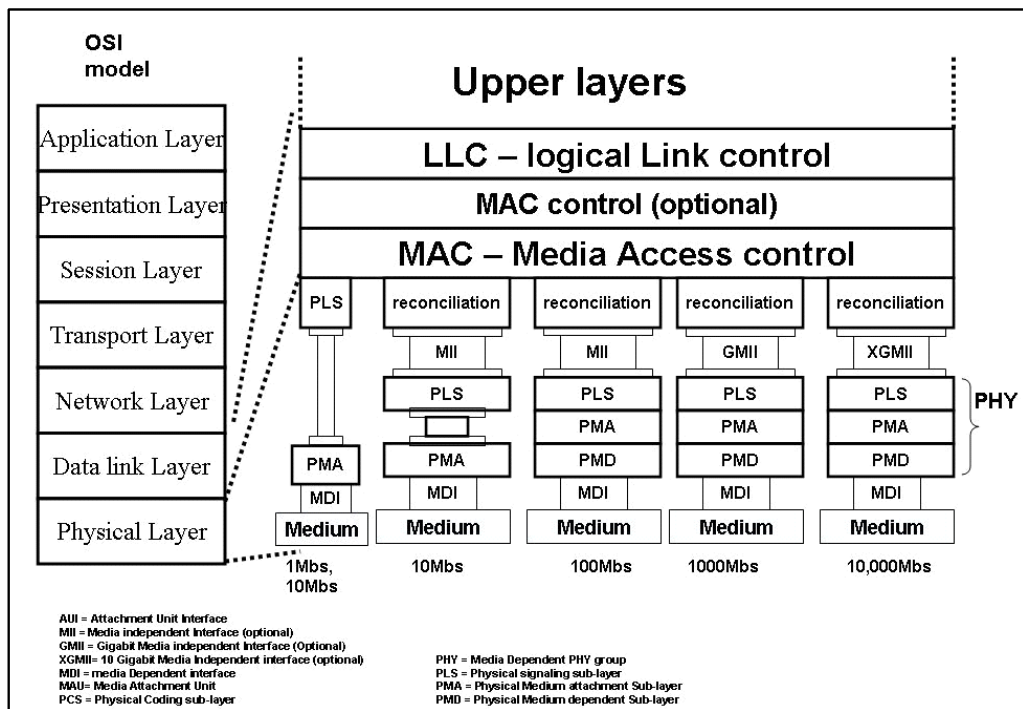 OSI
model
Application Layer
Presentation Layer
Session Layer
Transport Layer
Network Layer
Data link Layer
Physical Layer
Upper layers
LLC – logical Link control
MAC control (optional)
MAC – Media Access control
PLS
reconciliation
reconciliation
reconciliation
reconciliation
MII
MII
GMII
XGMII
PLS
PLS
PLS
PLS
PHY
PMA
PMA
PMA
PMA
PMA
PMD
PMD
PMD
MDI
MDI
MDI
MDI
MDI
Medium
Medium
Medium
Medium
Medium
1Mbs,
10Mbs
10Mbs
100Mbs
1000Mbs
10,000Mbs
AUI = Attachment Unit Interface
MII = Media independent Interface (optional)
GMII = Gigabit Media independent Interface (Optional)
XGMII= 10 Gigabit Media Independent interface (optional)
MDI = media Dependent interface
MAU= Media Attachment Unit
PCS = Physical Coding sub-layer
PHY = Media Dependent PHY group
PLS = Physical signaling sub-layer
PMA = Physical Medium attachment Sub-layer
PMD = Physical Medium dependent Sub-layer